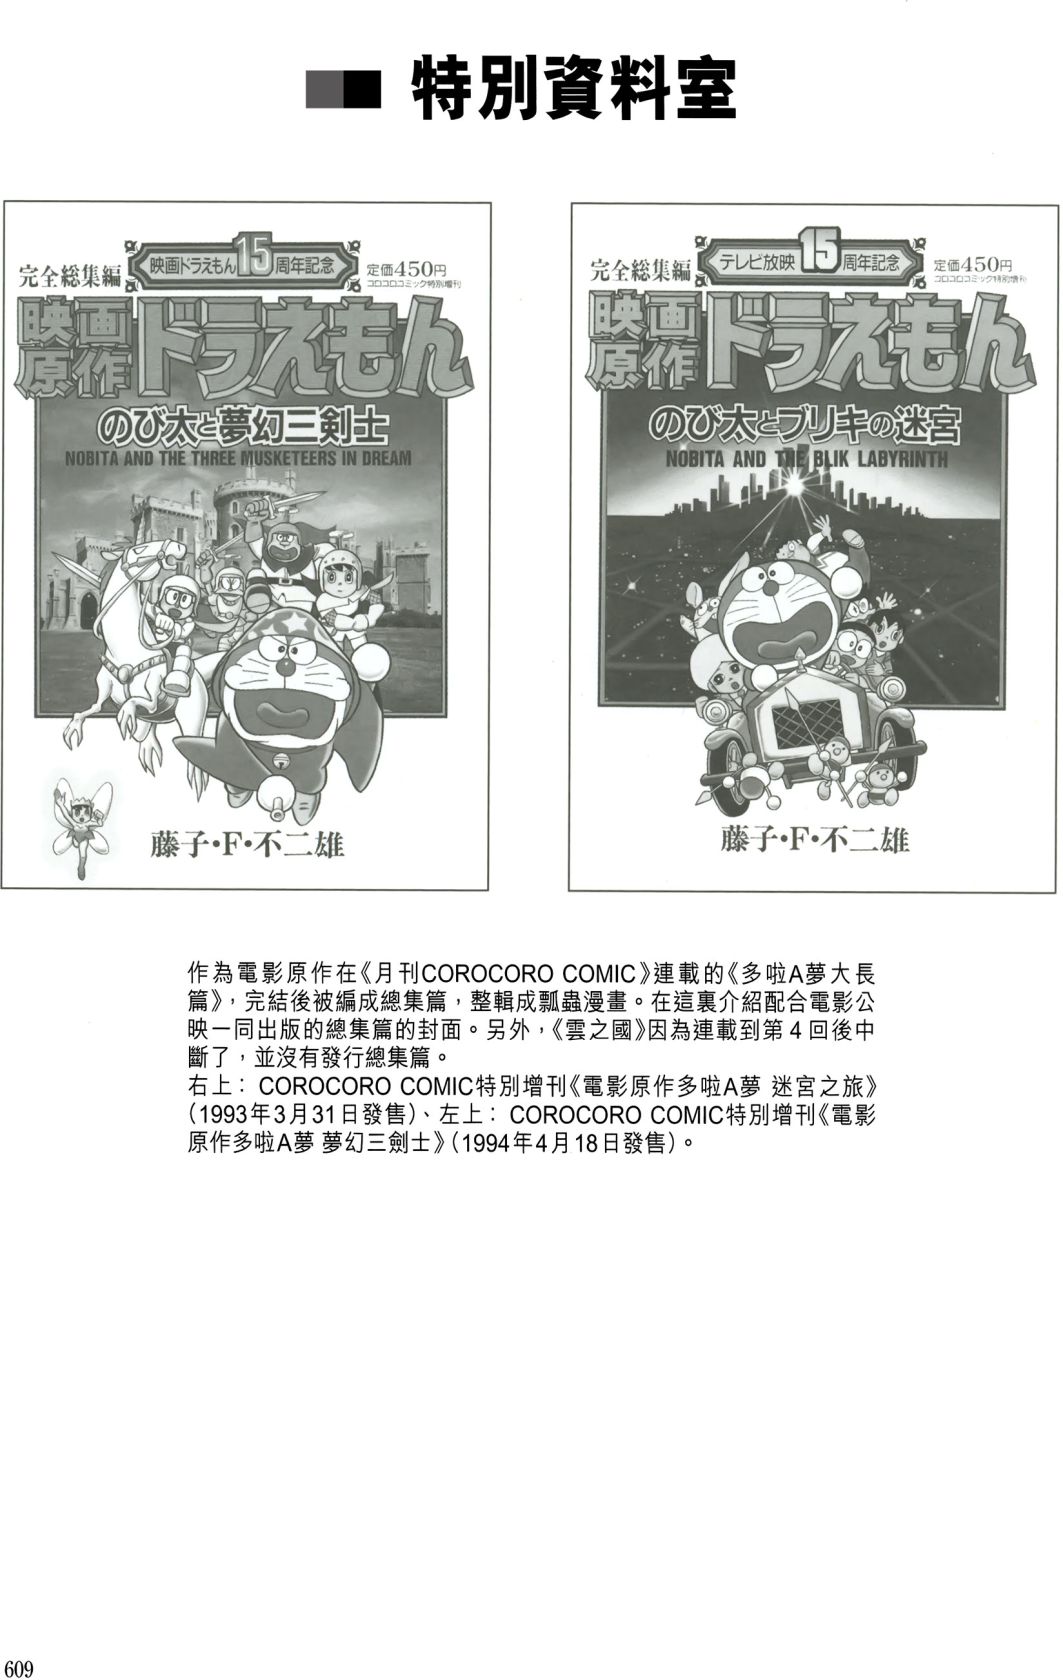 特別資料室
映画ドラえもん15周年記念
完全総集編
定価450円
コロコロコミック特別増刊
映画
原作
ドラえもん
のび太と夢幻三剣士
NOBITA AND THE THREE MUSKETEERS IN DREAM
藤子・F・不二雄
テレビ放映15周年記念
完全総集編
定価450円
コロコロコミック特別増刊
映画
原作
ドラえもん
のび太とブリキの迷宮
NOBITA AND THE BLIK LABYRINTH
藤子・F・不二雄
作為電影原作在《月刊COROCORO COMIC》連載的《多啦A夢大長
篇》，完結後被編成總集篇，整輯成瓢蟲漫畫。在這裏介紹配合電影公
映一同出版的總集篇的封面。另外，《雲之國》因為連載到第４回後中
斷了，並沒有發行總集篇。
右上：COROCORO COMIC特別增刊《電影原作多啦A夢 迷宮之旅》
（1993年3月31日發售）、左上：COROCORO COMIC特別增刊《電影
原作多啦A夢 夢幻三劍士》（1994年4月18日發售）。
609